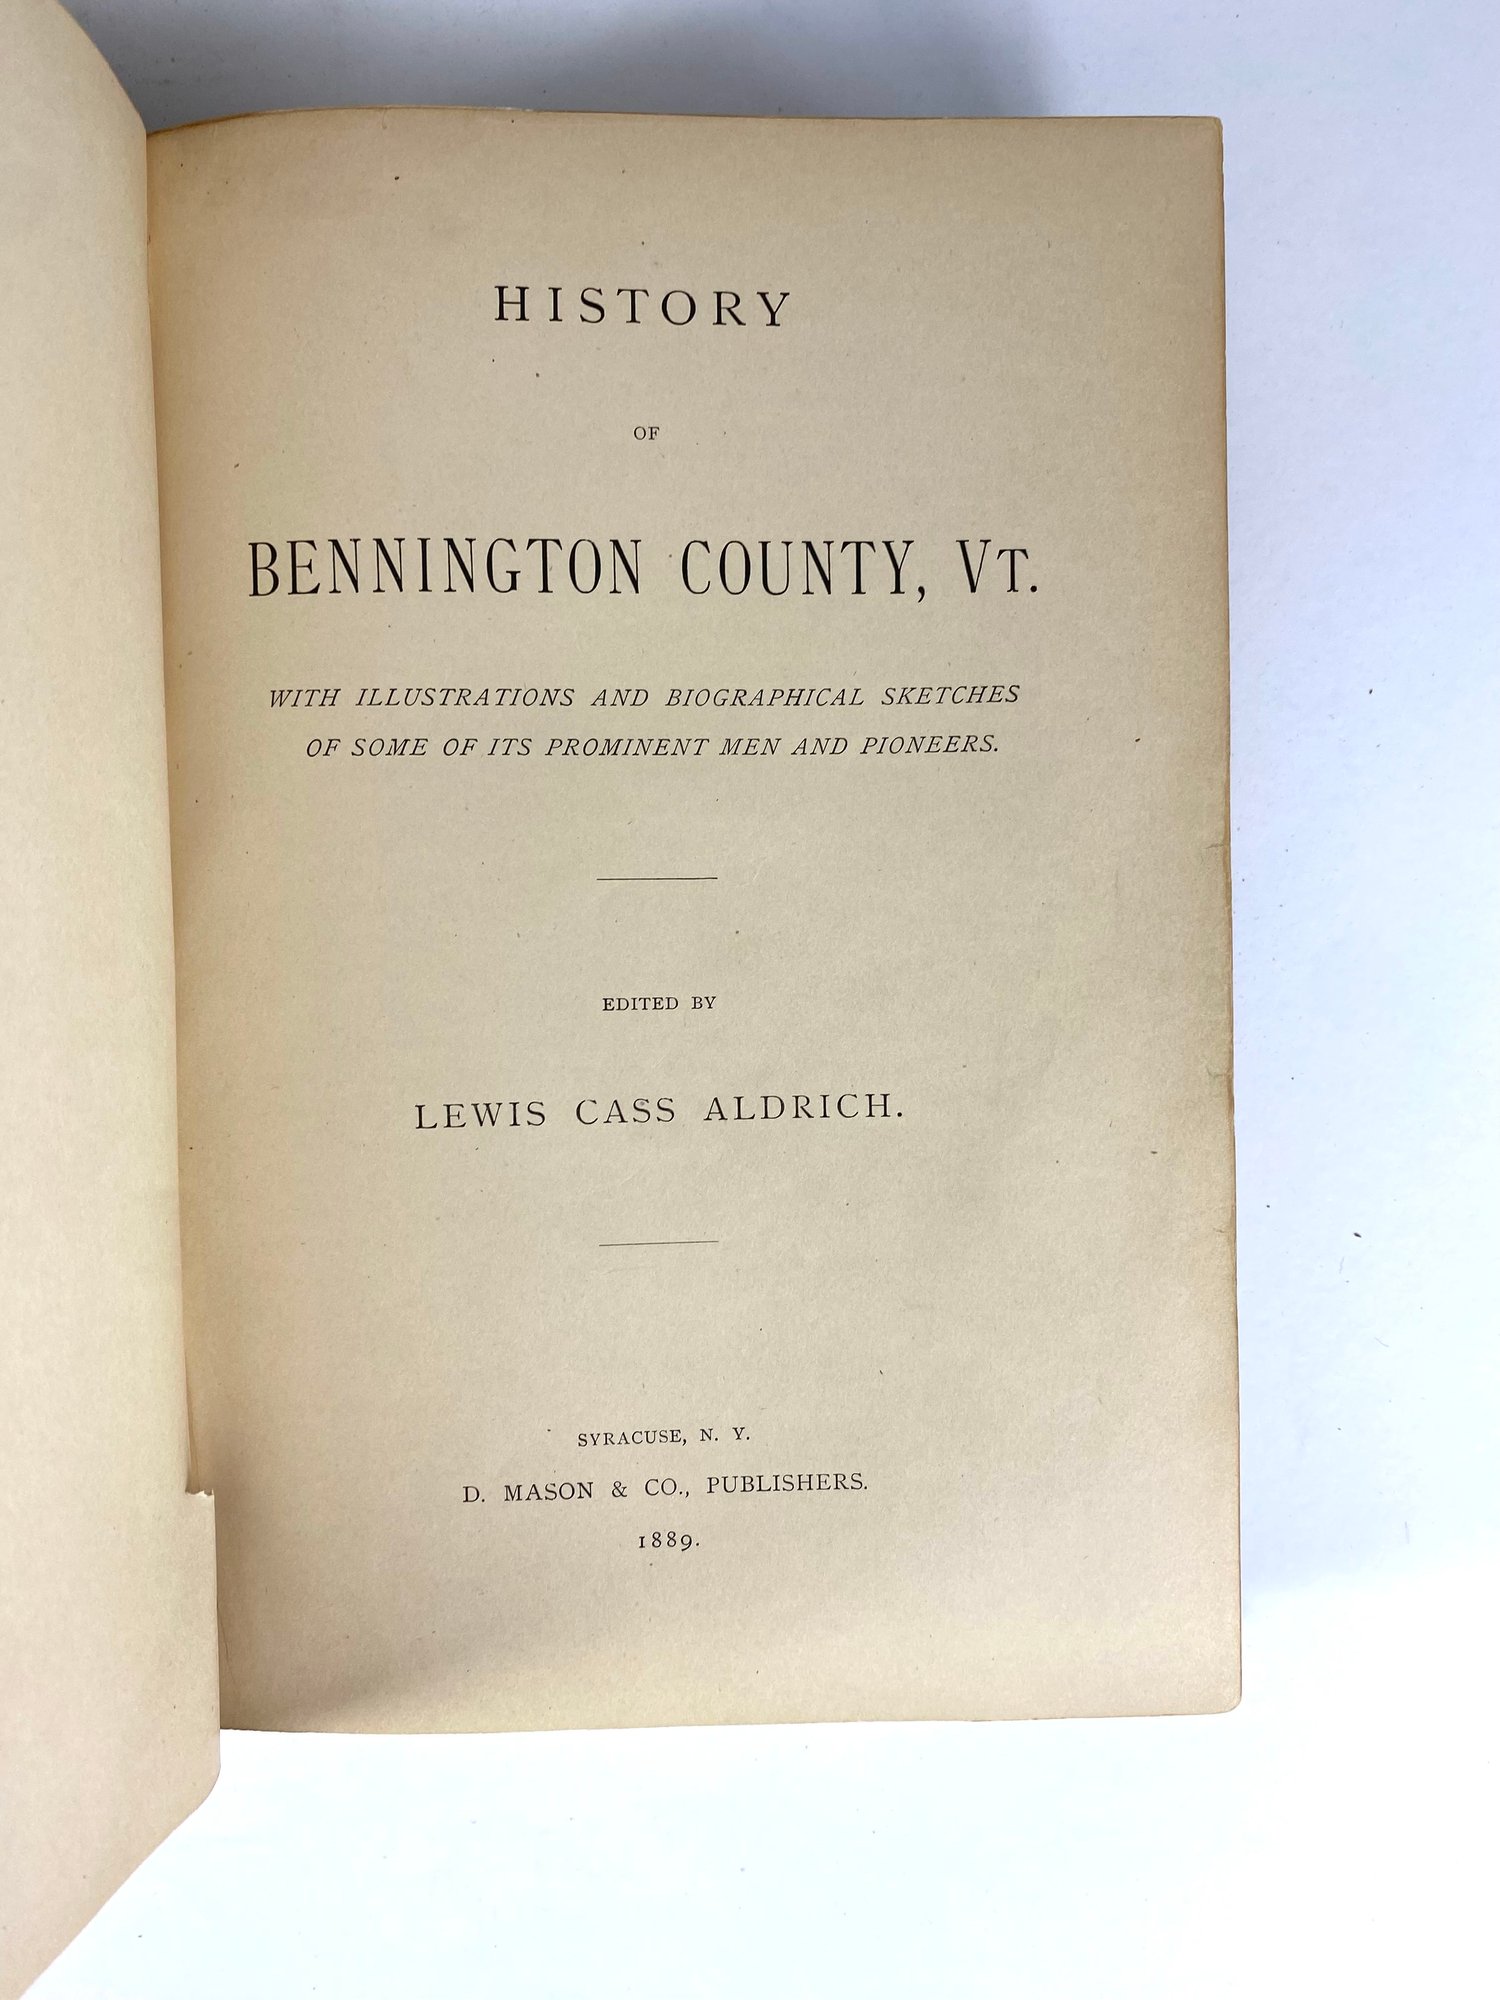 HISTORY
OF
BENNINGTON COUNTY, VT.
WITH ILLUSTRATIONS AND BIOGRAPHICAL SKETCHES
OF SOME OF ITS PROMINENT MEN AND PIONEERS.
EDITED BY
LEWIS CASS ALDRICH.
SYRACUSE, N. Y.
D. MASON & CO., PUBLISHERS.
1889.